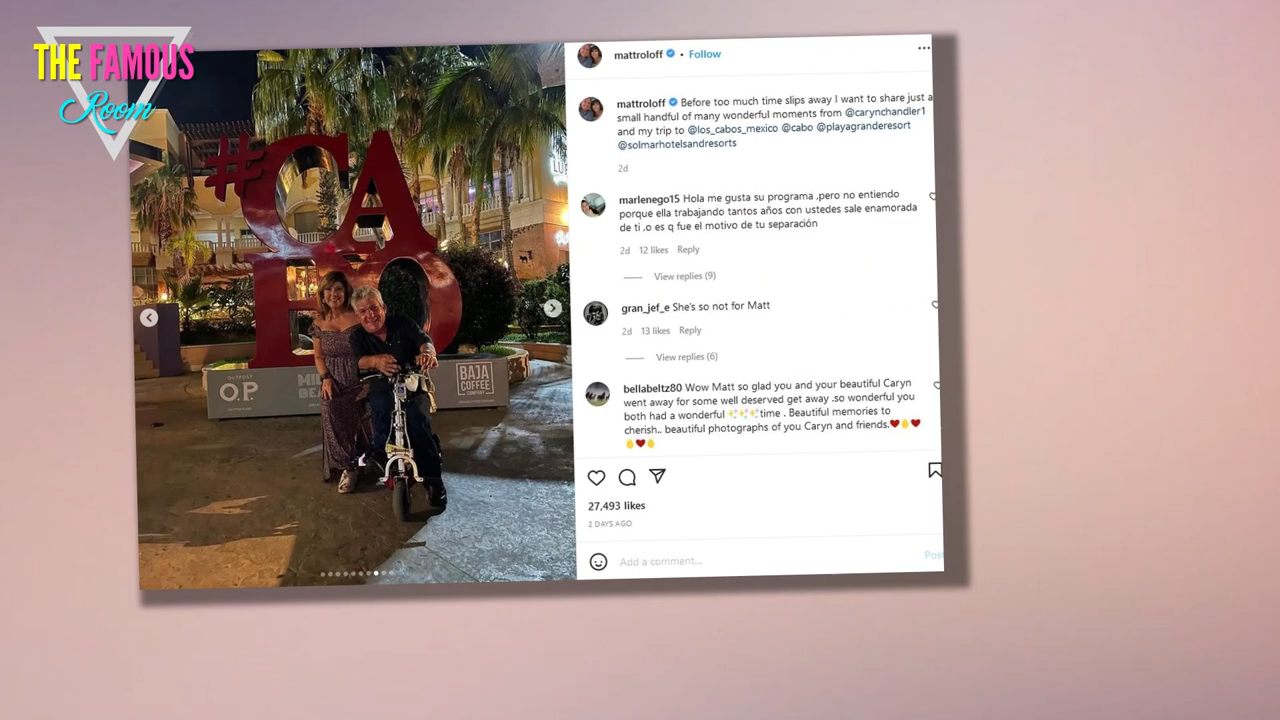 THE FAMOUS
Room
#CA
BO
OUTPOST
O.P.
BAJA
COFFEE
COMPANY
mattroloff • Follow
mattroloff Before too much time slips away I want to share just a
small handful of many wonderful moments from @carynchandler1
and my trip to @los_cabos_mexico @cabo @playagranderesort
@solmarhotelsandresorts
2d
marlenego15 Hola me gusta su programa ,pero no entiendo
porque ella trabajando tantos años con ustedes sale enamorada
de ti ,o es q fue el motivo de tu separación
2d 12 likes Reply
View replies (9)
gran_jef_e She's so not for Matt
2d 13 likes Reply
View replies (6)
bellabeltz80 Wow Matt so glad you and your beautiful Caryn
went away for some well deserved get away .so wonderful you
both had a wonderful ✨✨✨time . Beautiful memories to
cherish.. beautiful photographs of you Caryn and friends.
27,493 likes
2 DAYS AGO
Add a comment...
Pos